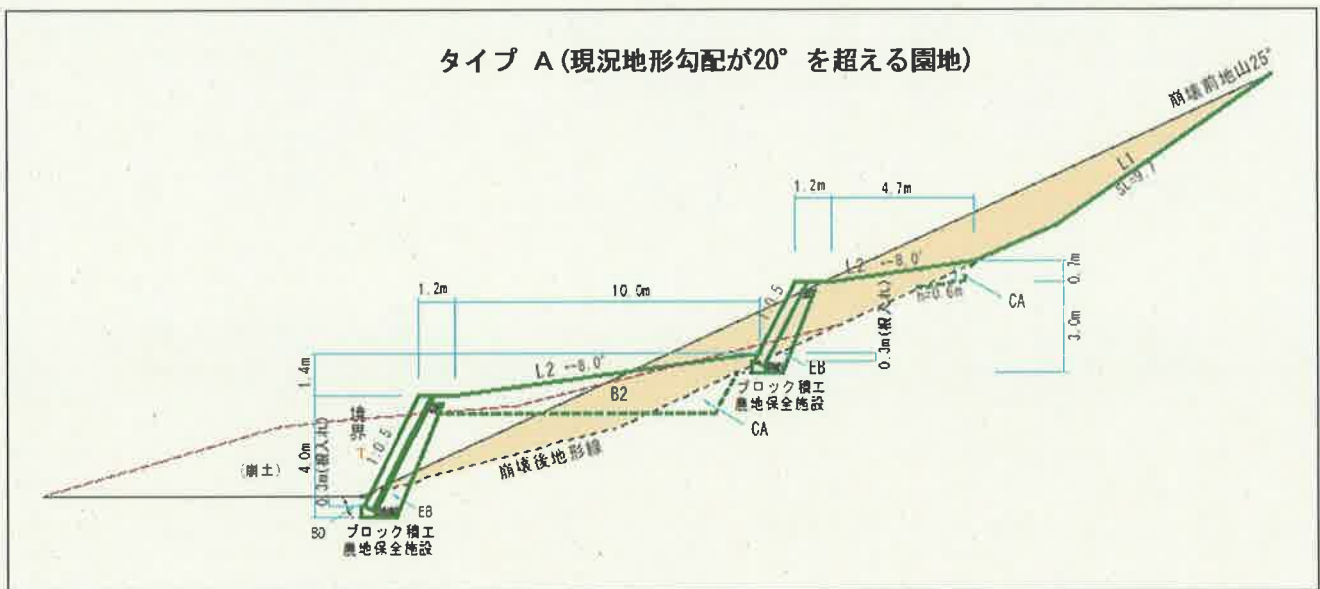 タイプ A (現況地形勾配が20° を超える園地)
崩壊前地山25°
L1
SL=9.7
1.2m
4.7m
L2 ←8.0°
0.7m
1.2m
10.0m
1:0.5
h=0.6m
CA
3.0m
0.3m(根入れ)
1.4m
L2 ←8.0°
EB
B2
ブロック積工
農地保全施設
CA
境界
T
1:0.5
4.0m
0.3m(根入れ)
(崩土)
崩壊後地形線
EB
BD
ブロック積工
農地保全施設